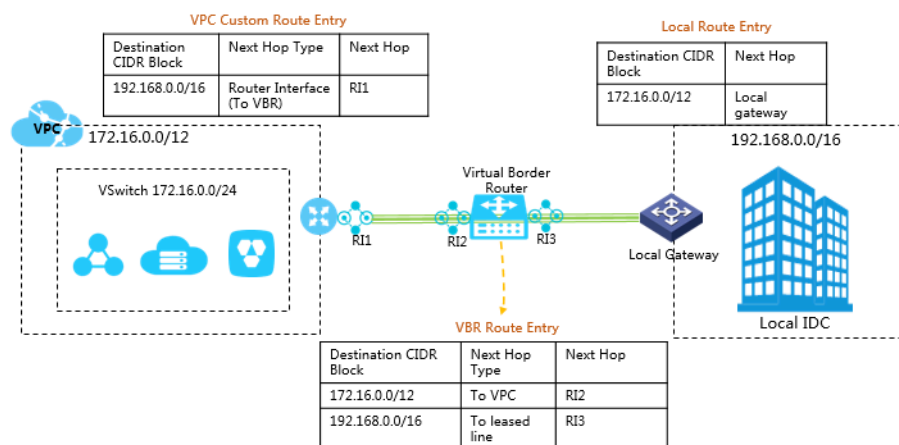 VPC Custom Route Entry
Destination CIDR Block Next Hop Type Next Hop
192.168.0.0/16 Router Interface (To VBR) RI1
Local Route Entry
Destination CIDR Block Next Hop
172.16.0.0/12 Local gateway
VPC
172.16.0.0/12
192.168.0.0/16
VSwitch 172.16.0.0/24
Virtual Border
Router
RI1
RI2
RI3
Local Gateway
Local IDC
VBR Route Entry
Destination CIDR Block Next Hop Type Next Hop
172.16.0.0/12 To VPC RI2
192.168.0.0/16 To leased line RI3